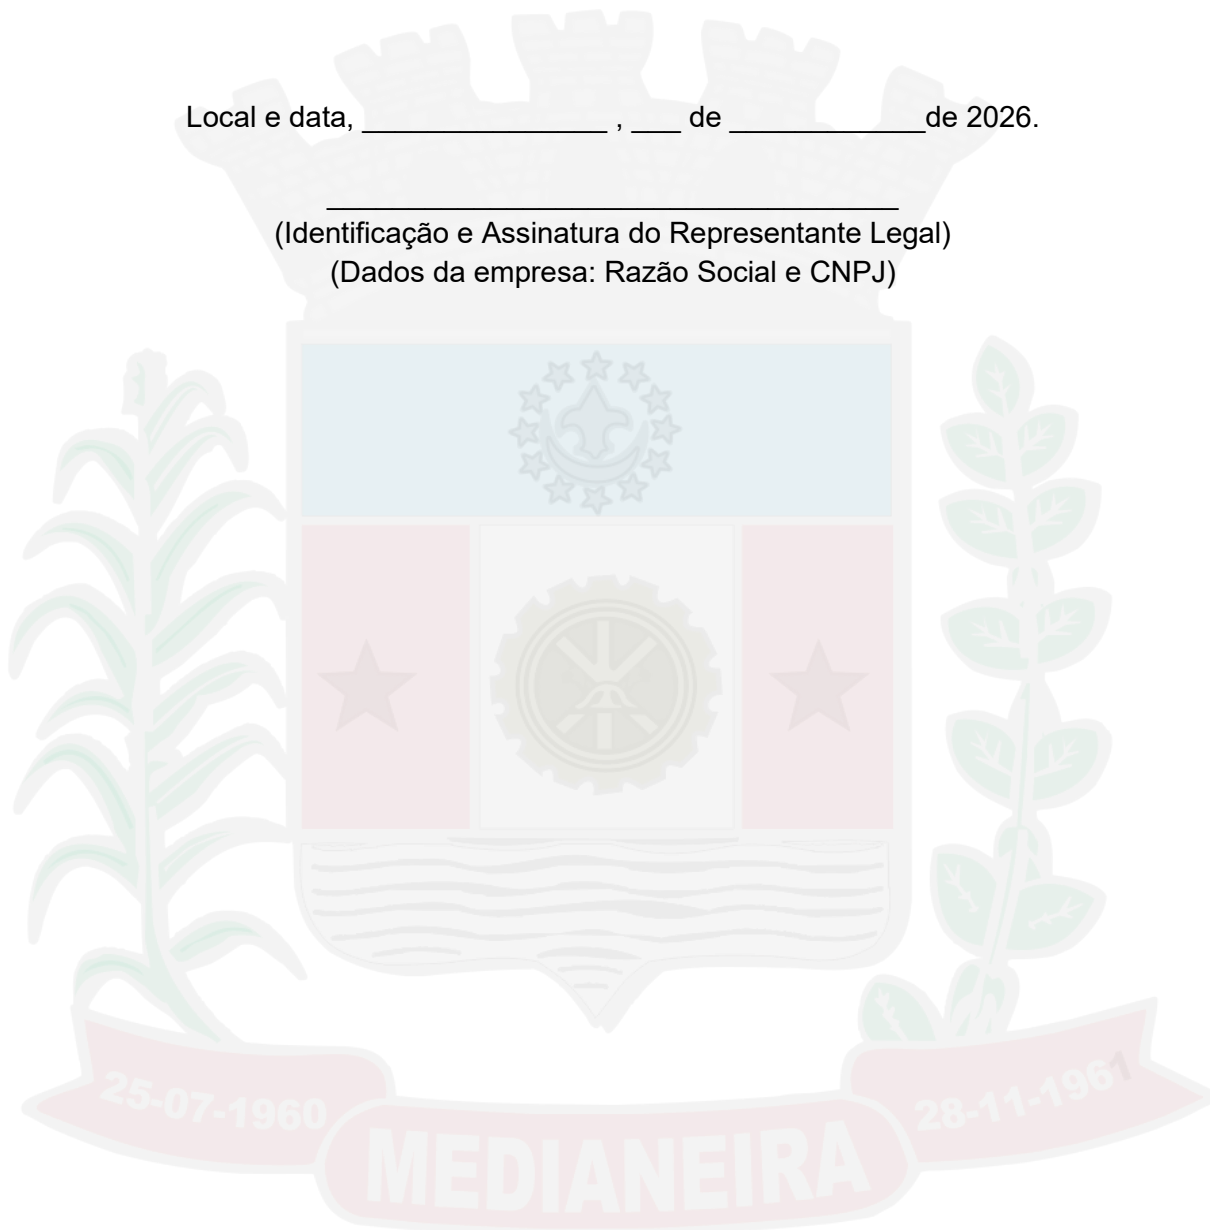 Local e data, _______________ , ___ de ____________de 2026.
___________________________________
(Identificação e Assinatura do Representante Legal)
(Dados da empresa: Razão Social e CNPJ)
25-07-1960
28-11-1961
MEDIANEIRA